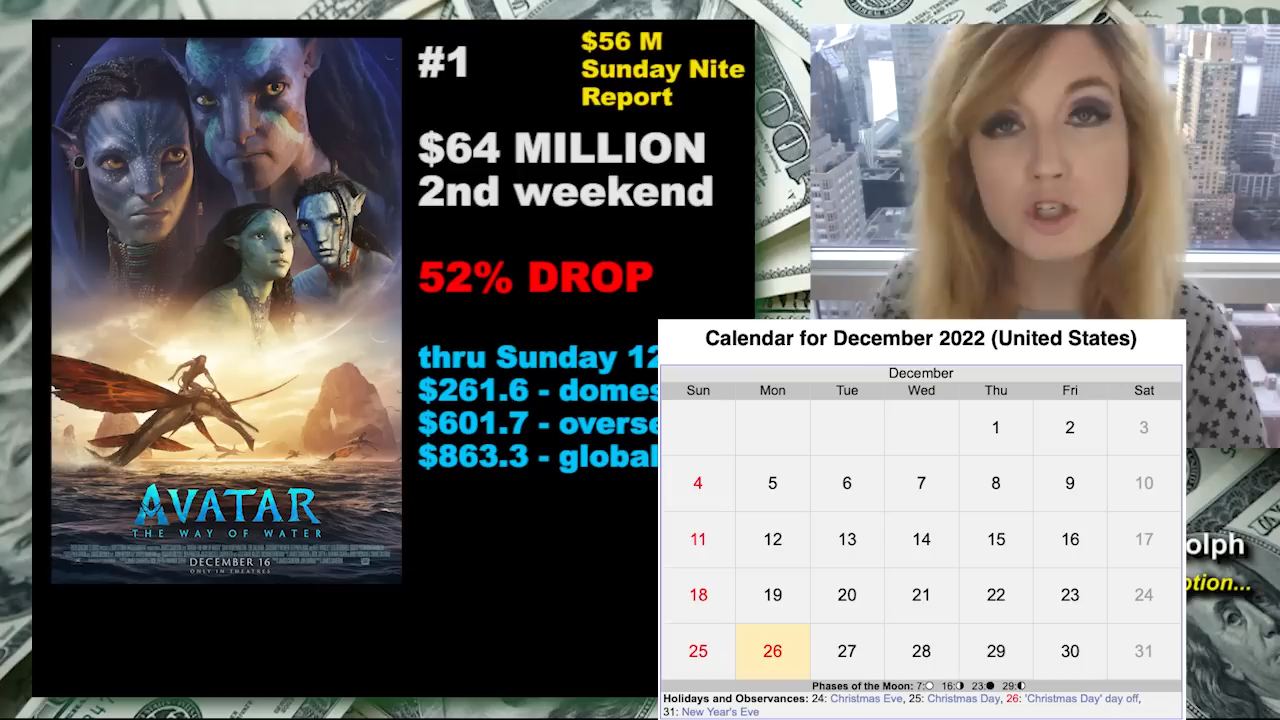 #1
$56 M
Sunday Nite
Report
$64 MILLION
2nd weekend
52% DROP
thru Sunday 12
$261.6 - domes
$601.7 - overse
$863.3 - global
AVATAR
THE WAY OF WATER
DECEMBER 16
ONLY IN THEATRES
100
Calendar for December 2022 (United States)
December
Sun Mon Tue Wed Thu Fri Sat
1 2 3
4 5 6 7 8 9 10
11 12 13 14 15 16 17
18 19 20 21 22 23 24
25 26 27 28 29 30 31
Phases of the Moon: 7: 16: 23: 29:
Holidays and Observances: 24: Christmas Eve, 25: Christmas Day, 26: 'Christmas Day' day off,
31: New Year's Eve
olph
otion...